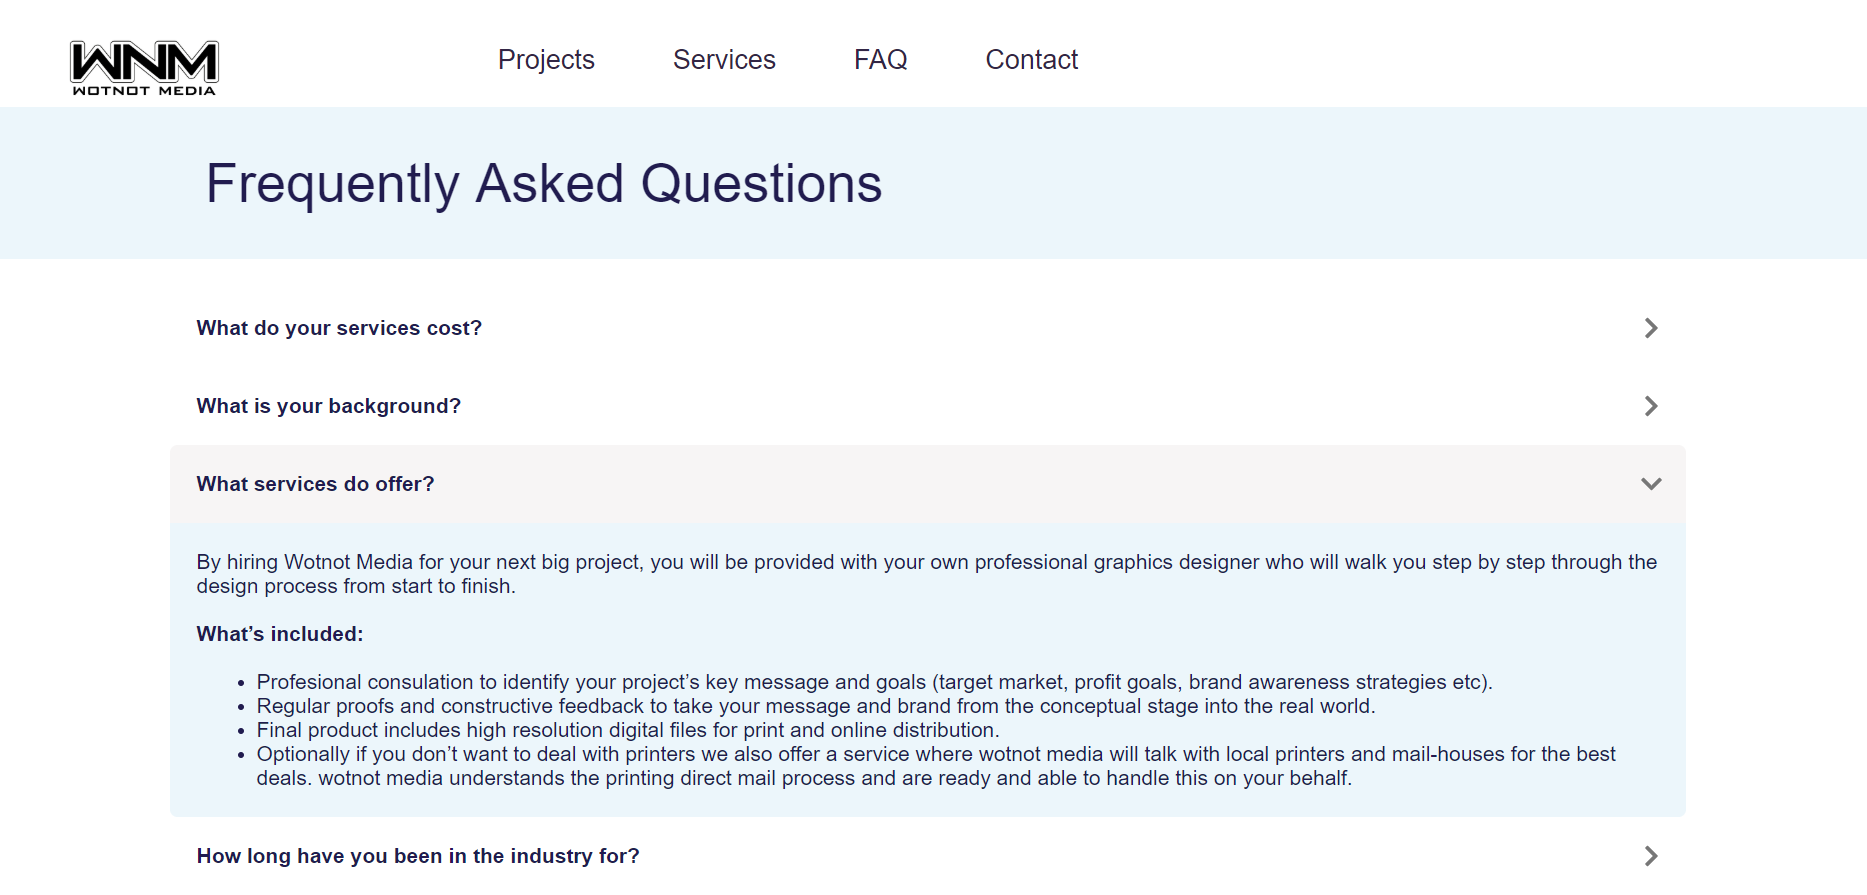 WNM
WOTNOT MEDIA
Projects Services FAQ Contact
Frequently Asked Questions
What do your services cost?
What is your background?
What services do offer?
By hiring Wotnot Media for your next big project, you will be provided with your own professional graphics designer who will walk you step by step through the
design process from start to finish.
What’s included:
• Profesional consulation to identify your project’s key message and goals (target market, profit goals, brand awareness strategies etc).
• Regular proofs and constructive feedback to take your message and brand from the conceptual stage into the real world.
• Final product includes high resolution digital files for print and online distribution.
• Optionally if you don’t want to deal with printers we also offer a service where wotnot media will talk with local printers and mail-houses for the best
deals. wotnot media understands the printing direct mail process and are ready and able to handle this on your behalf.
How long have you been in the industry for?